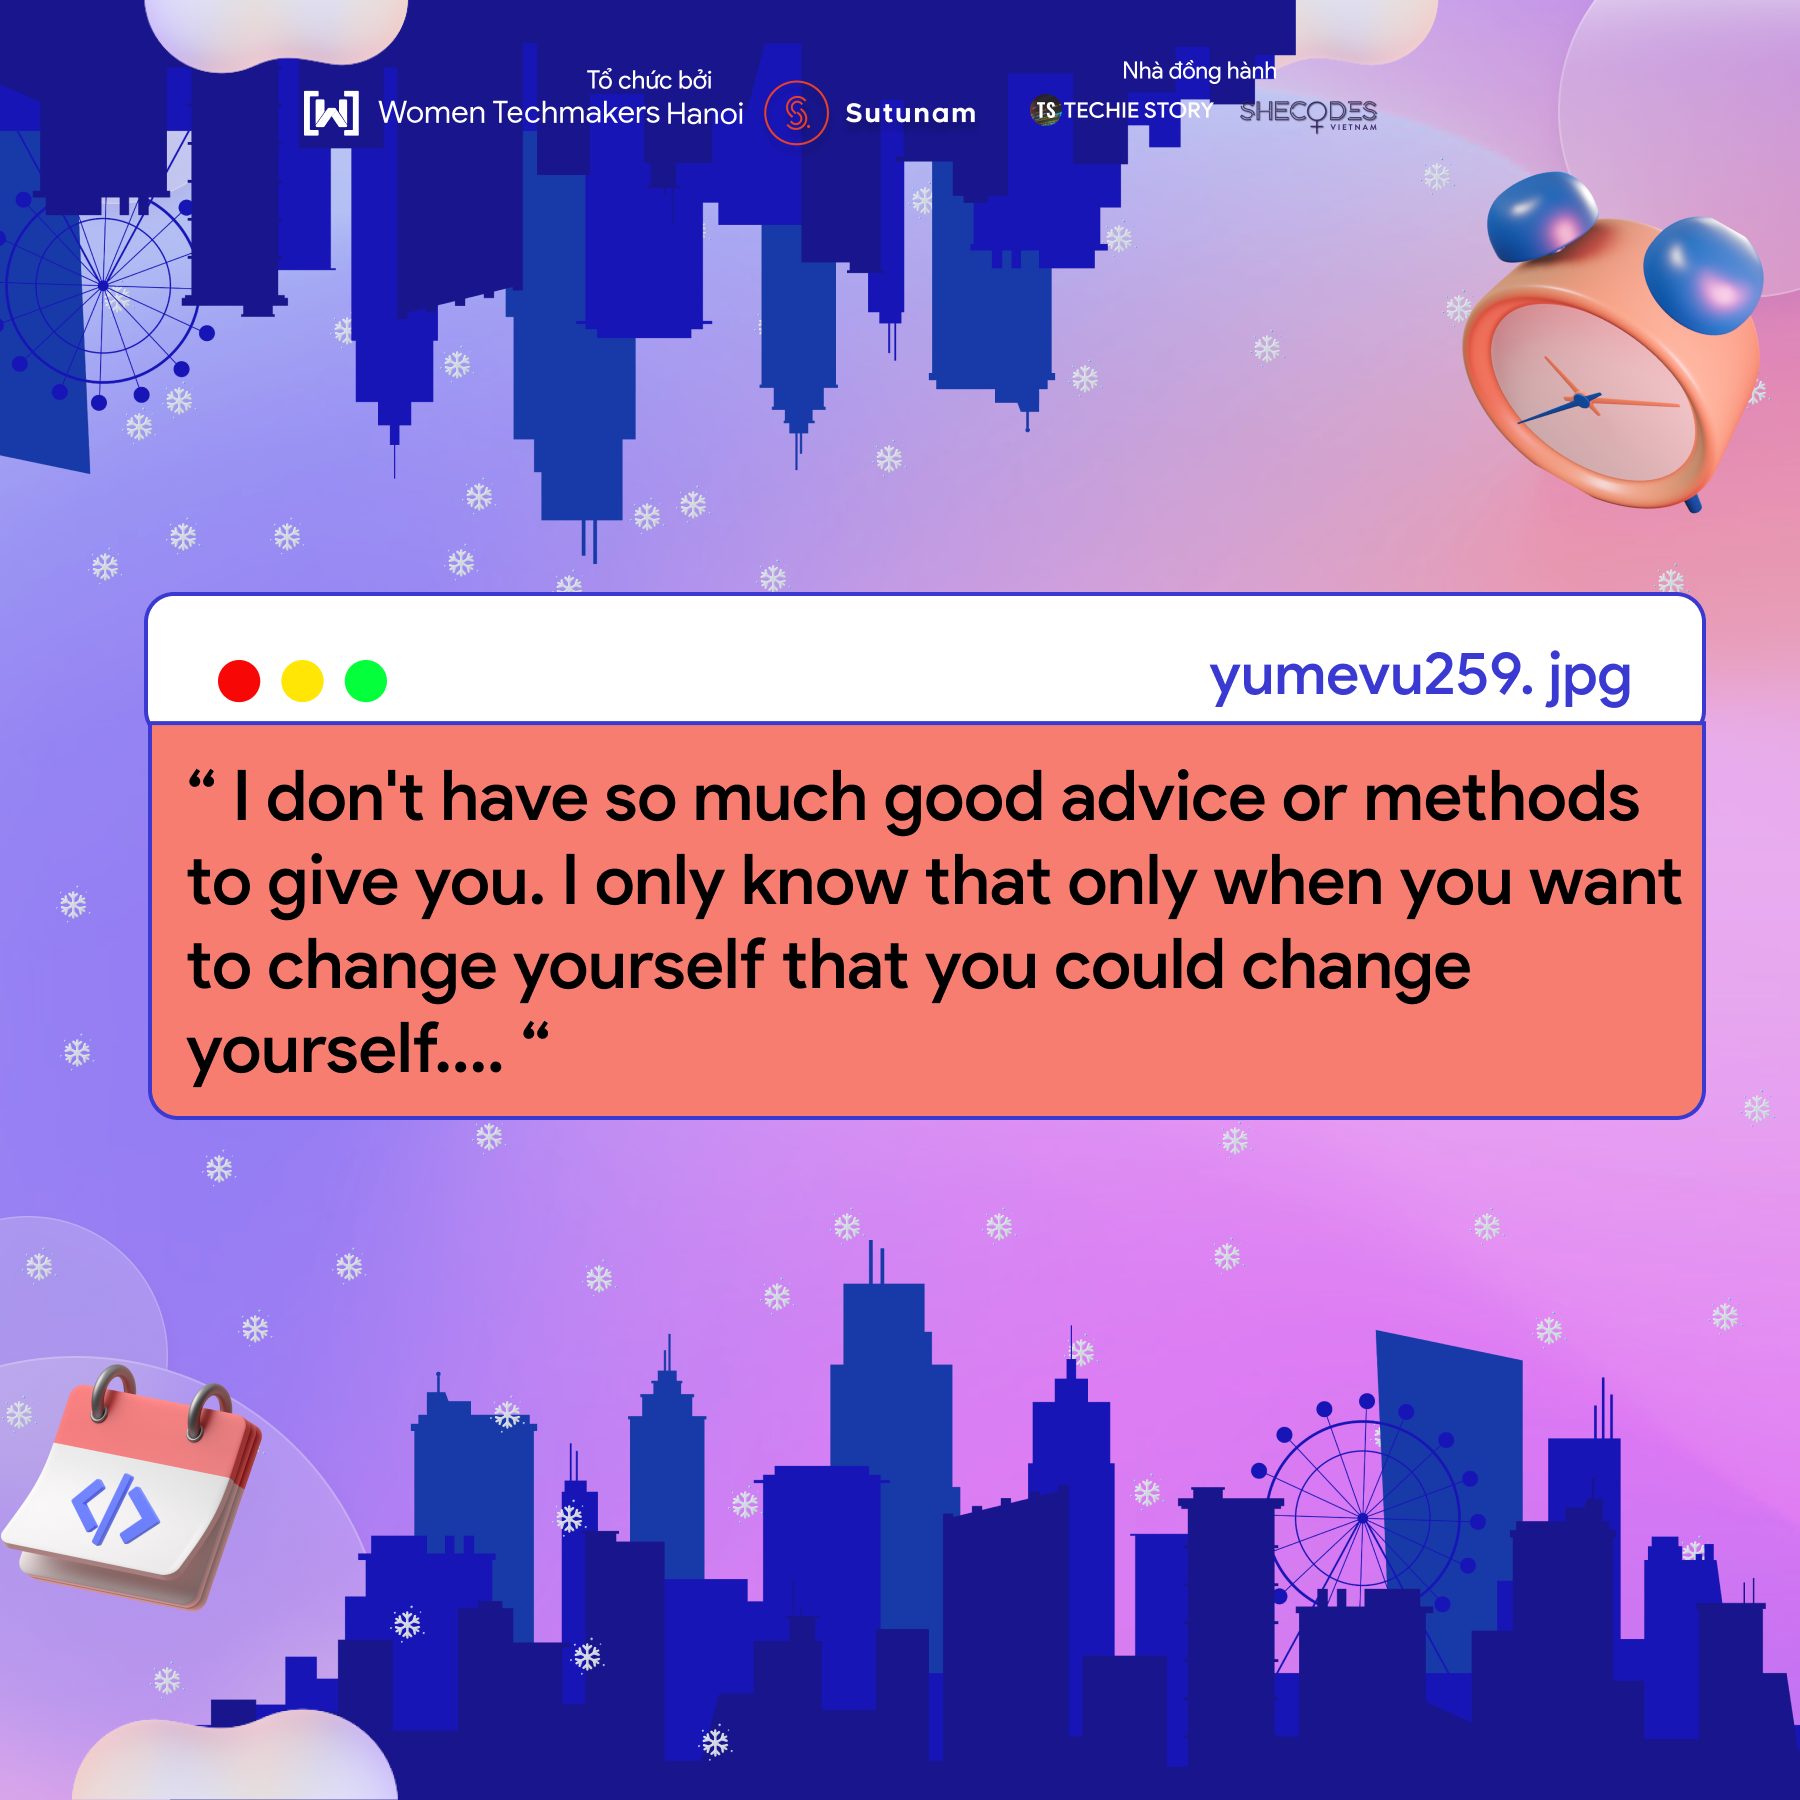 Tổ chức bởi
Women Techmakers Hanoi
S.
Sutunam
Nhà đồng hành
TS TECHIE STORY
SHECODES
VIETNAM
yumevu259. jpg
“ I don't have so much good advice or methods
to give you. I only know that only when you want
to change yourself that you could change
yourself.... “